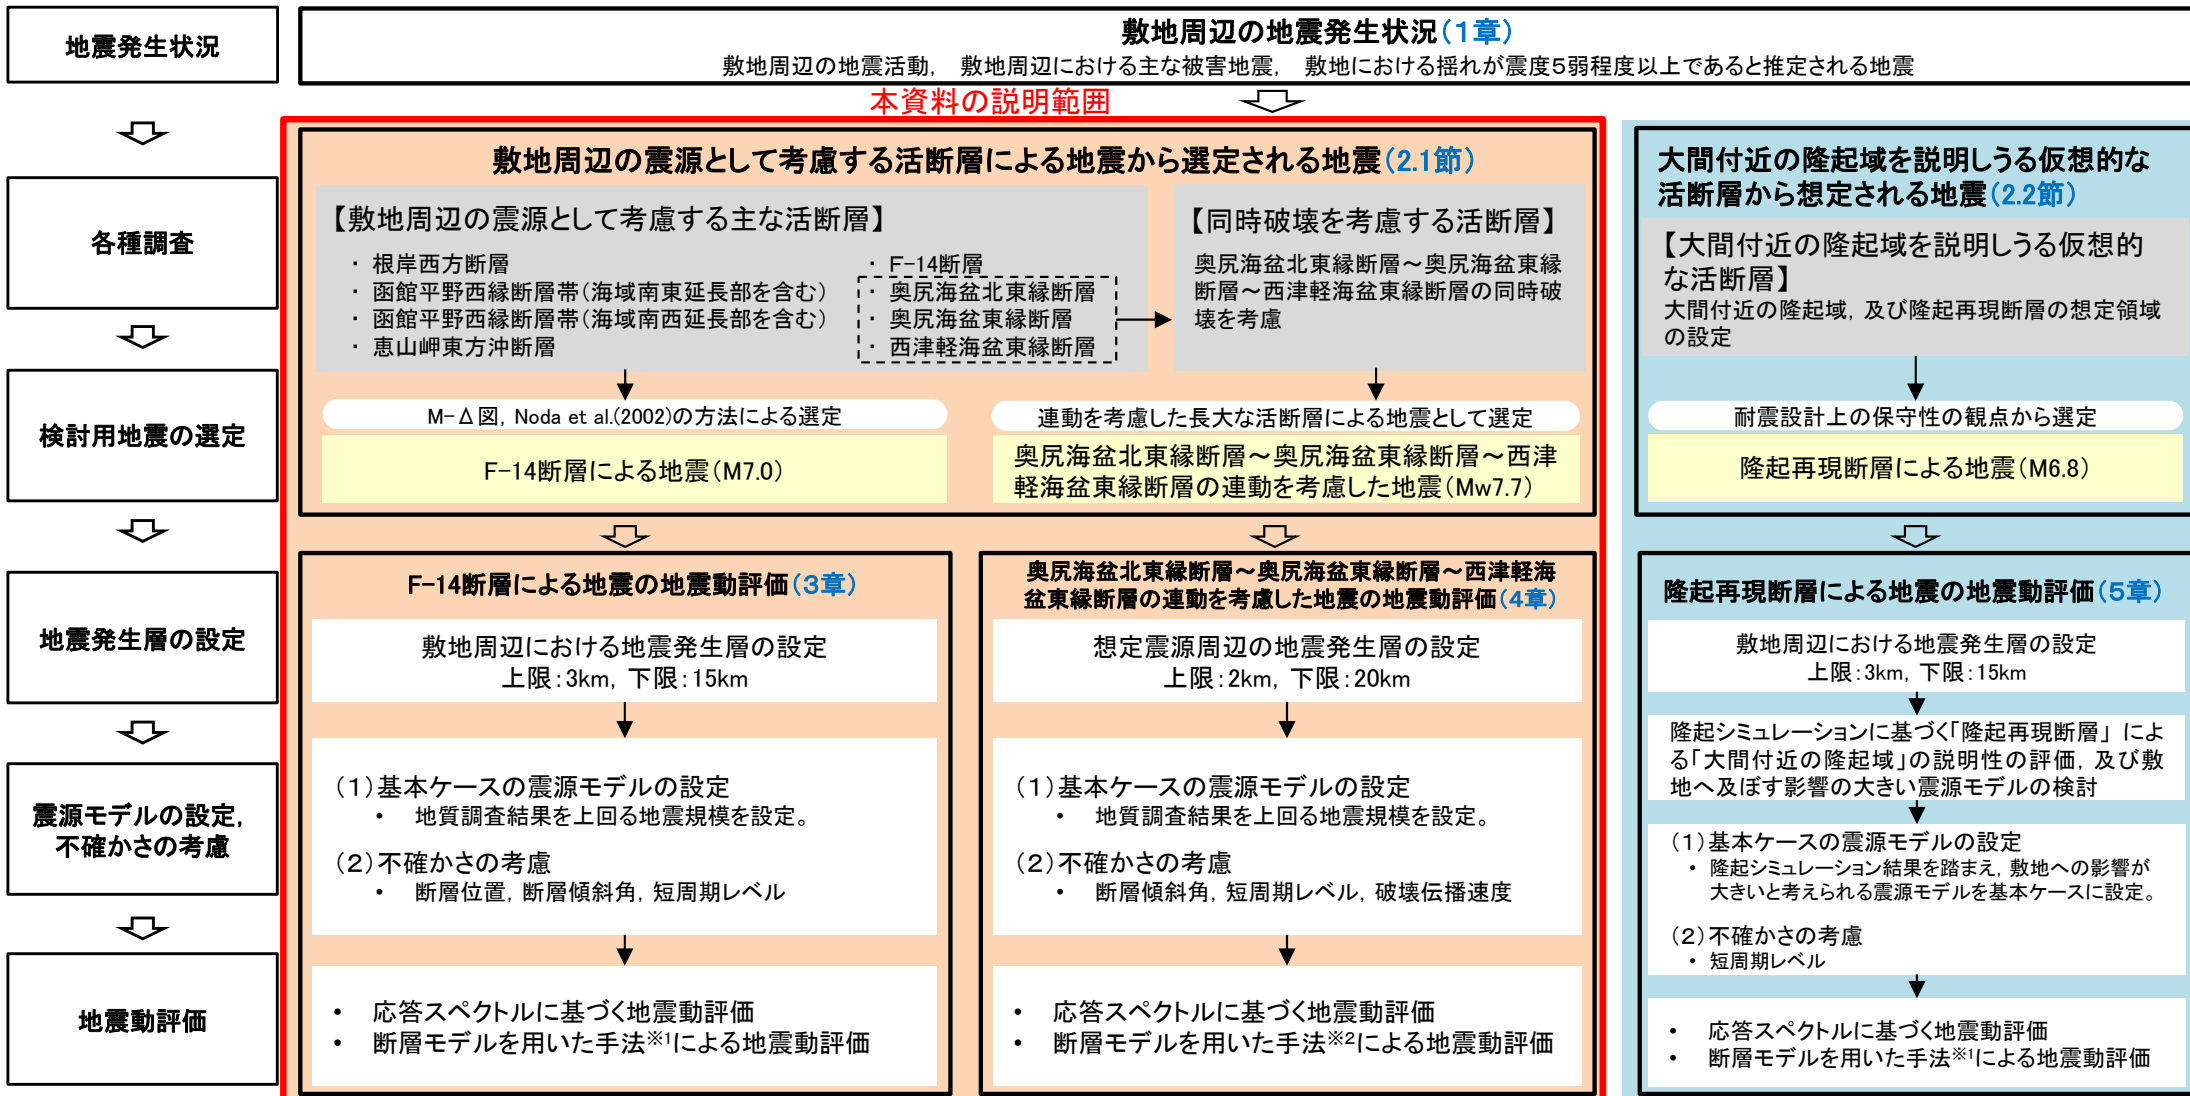 地震発生状況
敷地周辺の地震発生状況(1章)
敷地周辺の地震活動, 敷地周辺における主な被害地震, 敷地における揺れが震度5弱程度以上であると推定される地震
本資料の説明範囲
各種調査
検討用地震の選定
地震発生層の設定
震源モデルの設定,
不確かさの考慮
地震動評価
敷地周辺の震源として考慮する活断層による地震から選定される地震(2.1節)
【敷地周辺の震源として考慮する主な活断層】
・ 根岸西方断層
・ 函館平野西縁断層帯(海域南東延長部を含む)
・ 函館平野西縁断層帯(海域南西延長部を含む)
・ 恵山岬東方沖断層
・ F-14断層
・ 奥尻海盆北東縁断層
・ 奥尻海盆東縁断層
・ 西津軽海盆東縁断層
【同時破壊を考慮する活断層】
奥尻海盆北東縁断層~奥尻海盆東縁
断層~西津軽海盆東縁断層の同時破
壊を考慮
M-Δ図, Noda et al.(2002)の方法による選定
F-14断層による地震(M7.0)
連動を考慮した長大な活断層による地震として選定
奥尻海盆北東縁断層~奥尻海盆東縁断層~西津
軽海盆東縁断層の連動を考慮した地震(Mw7.7)
F-14断層による地震の地震動評価(3章)
敷地周辺における地震発生層の設定
上限:3km, 下限:15km
(1)基本ケースの震源モデルの設定
• 地質調査結果を上回る地震規模を設定。
(2)不確かさの考慮
• 断層位置, 断層傾斜角, 短周期レベル
• 応答スペクトルに基づく地震動評価
• 断層モデルを用いた手法※1による地震動評価
奥尻海盆北東縁断層~奥尻海盆東縁断層~西津軽海
盆東縁断層の連動を考慮した地震の地震動評価(4章)
想定震源周辺の地震発生層の設定
上限:2km, 下限:20km
(1)基本ケースの震源モデルの設定
• 地質調査結果を上回る地震規模を設定。
(2)不確かさの考慮
• 断層傾斜角, 短周期レベル, 破壊伝播速度
• 応答スペクトルに基づく地震動評価
• 断層モデルを用いた手法※2による地震動評価
大間付近の隆起域を説明しうる仮想的な
活断層から想定される地震(2.2節)
【大間付近の隆起域を説明しうる仮想的
な活断層】
大間付近の隆起域, 及び隆起再現断層の想定領域
の設定
耐震設計上の保守性の観点から選定
隆起再現断層による地震(M6.8)
隆起再現断層による地震の地震動評価(5章)
敷地周辺における地震発生層の設定
上限:3km, 下限:15km
隆起シミュレーションに基づく「隆起再現断層」 によ
る「大間付近の隆起域」の説明性の評価, 及び敷
地へ及ぼす影響の大きい震源モデルの検討
(1)基本ケースの震源モデルの設定
• 隆起シミュレーション結果を踏まえ, 敷地への影響が
大きいと考えられる震源モデルを基本ケースに設定。
(2)不確かさの考慮
• 短周期レベル
• 応答スペクトルに基づく地震動評価
• 断層モデルを用いた手法※1による地震動評価